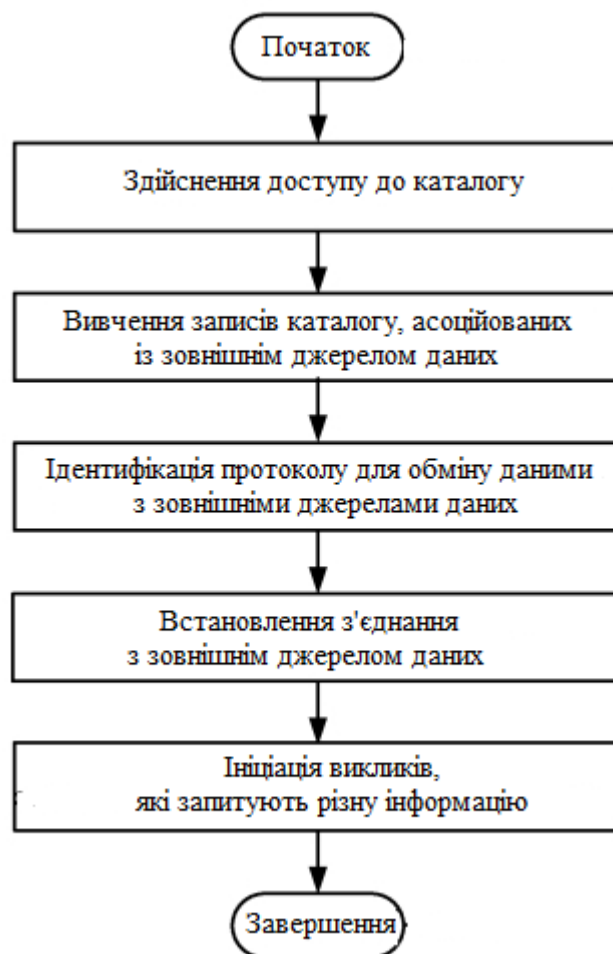 Початок
Здійснення доступу до каталогу
Вивчення записів каталогу, асоційованих
із зовнішнім джерелом даних
Ідентифікація протоколу для обміну даними
з зовнішніми джерелами даних
Встановлення з'єднання
з зовнішнім джерелом даних
Ініціація викликів,
які запитують різну інформацію
Завершення